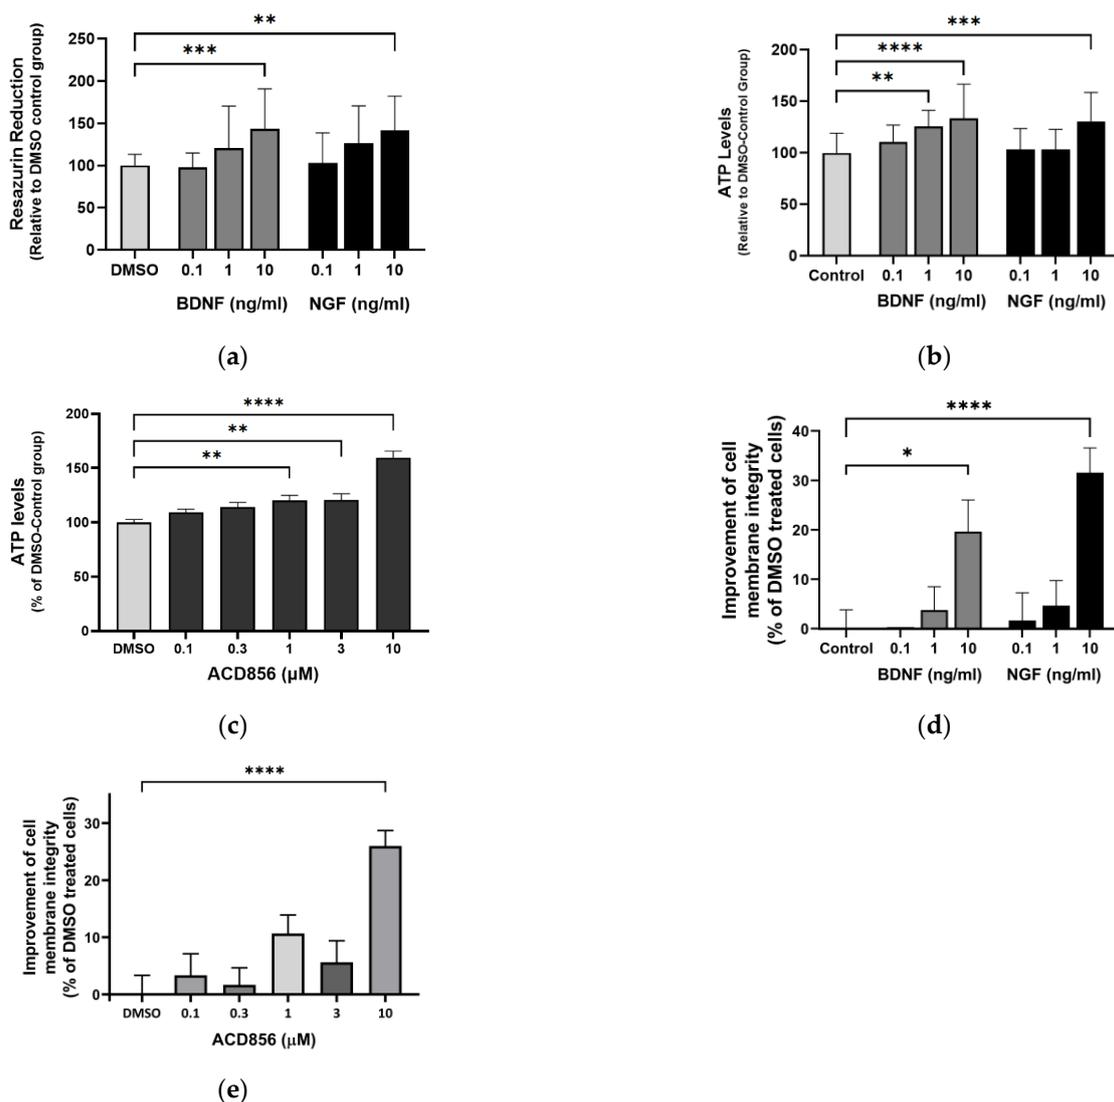 ** 
***
250
200
150
100
50
0
Resazurin Reduction
(Relative to DMSO control group)
DMSO 0.1 1 10 0.1 1 10
BDNF (ng/ml) NGF (ng/ml)
(a)
***
****
**
200
150
100
50
0
ATP Levels
(Relative to DMSO-Control Group)
Control 0.1 1 10 0.1 1 10
BDNF (ng/ml) NGF (ng/ml)
(b)
****
**
**
200
150
100
50
0
ATP levels
(% of DMSO-Control group)
DMSO 0.1 0.3 1 3 10
ACD856 (µM)
(c)
****
*
40
30
20
10
0
Improvement of cell
membrane integrity
(% of DMSO treated cells)
Control 0.1 1 10 0.1 1 10
BDNF (ng/ml) NGF (ng/ml)
(d)
****
30
20
10
0
Improvement of cell
membrane integrity
(% of DMSO treated cells)
DMSO 0.1 0.3 1 3 10
ACD856 (µM)
(e)